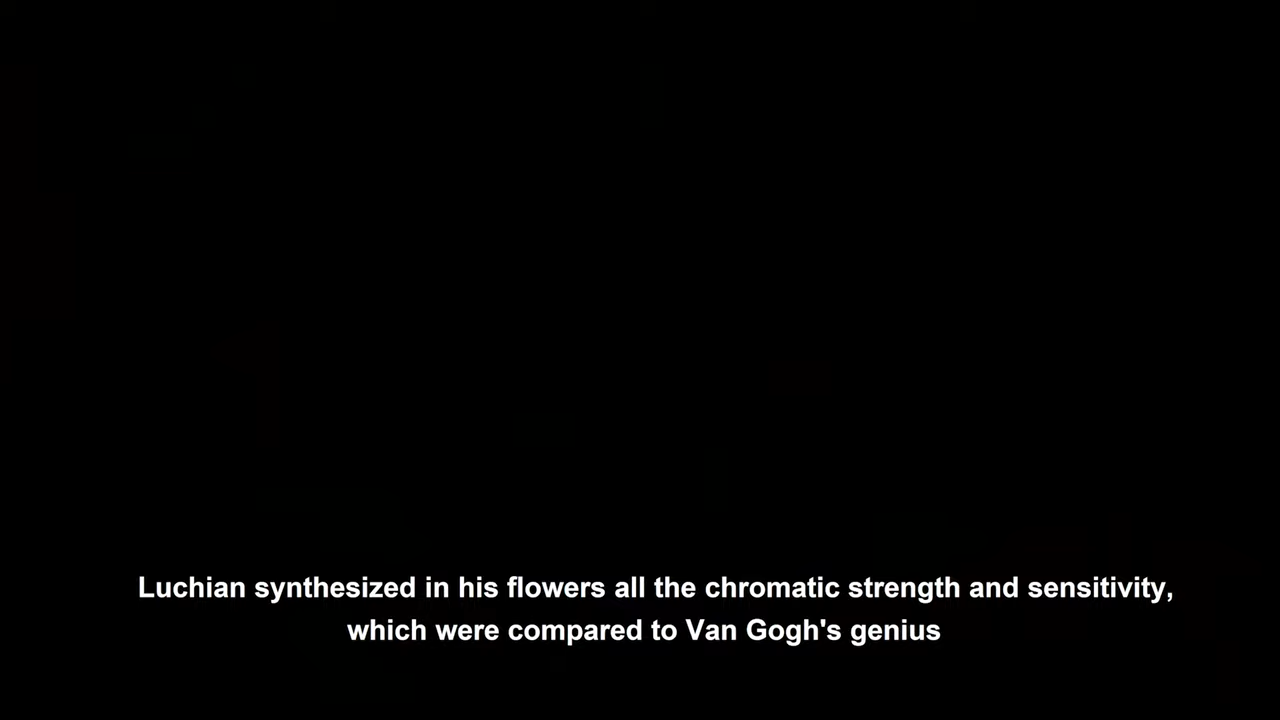 Luchian synthesized in his flowers all the chromatic strength and sensitivity,
which were compared to Van Gogh's genius